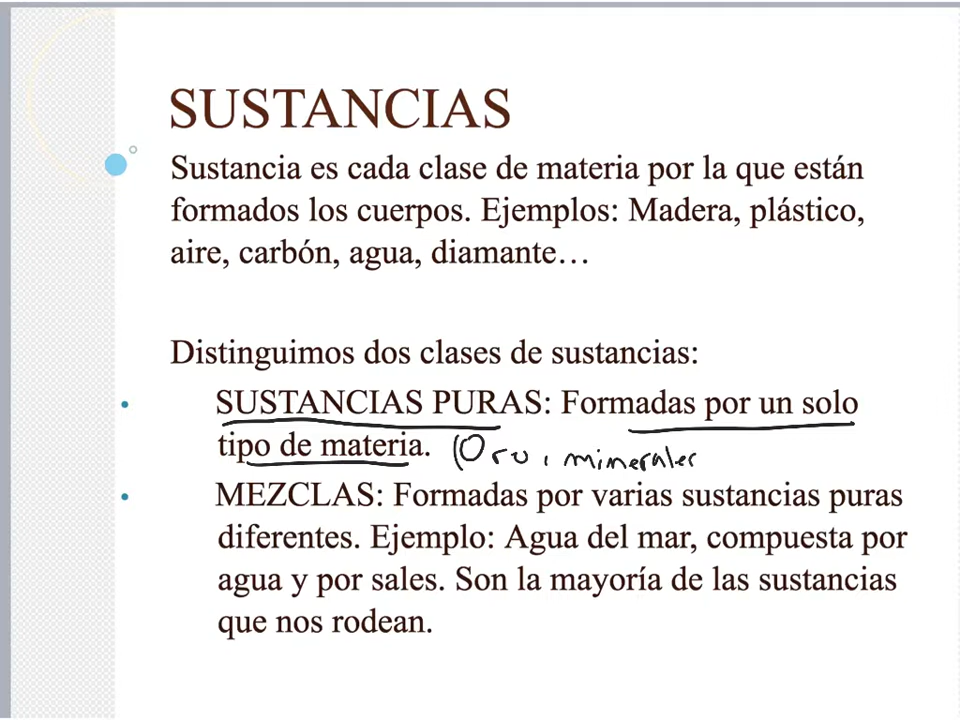 SUSTANCIAS
Sustancia es cada clase de materia por la que están
formados los cuerpos. Ejemplos: Madera, plástico,
aire, carbón, agua, diamante…
Distinguimos dos clases de sustancias:
• SUSTANCIAS PURAS: Formadas por un solo
tipo de materia. (Oro, minerales
• MEZCLAS: Formadas por varias sustancias puras
diferentes. Ejemplo: Agua del mar, compuesta por
agua y por sales. Son la mayoría de las sustancias
que nos rodean.